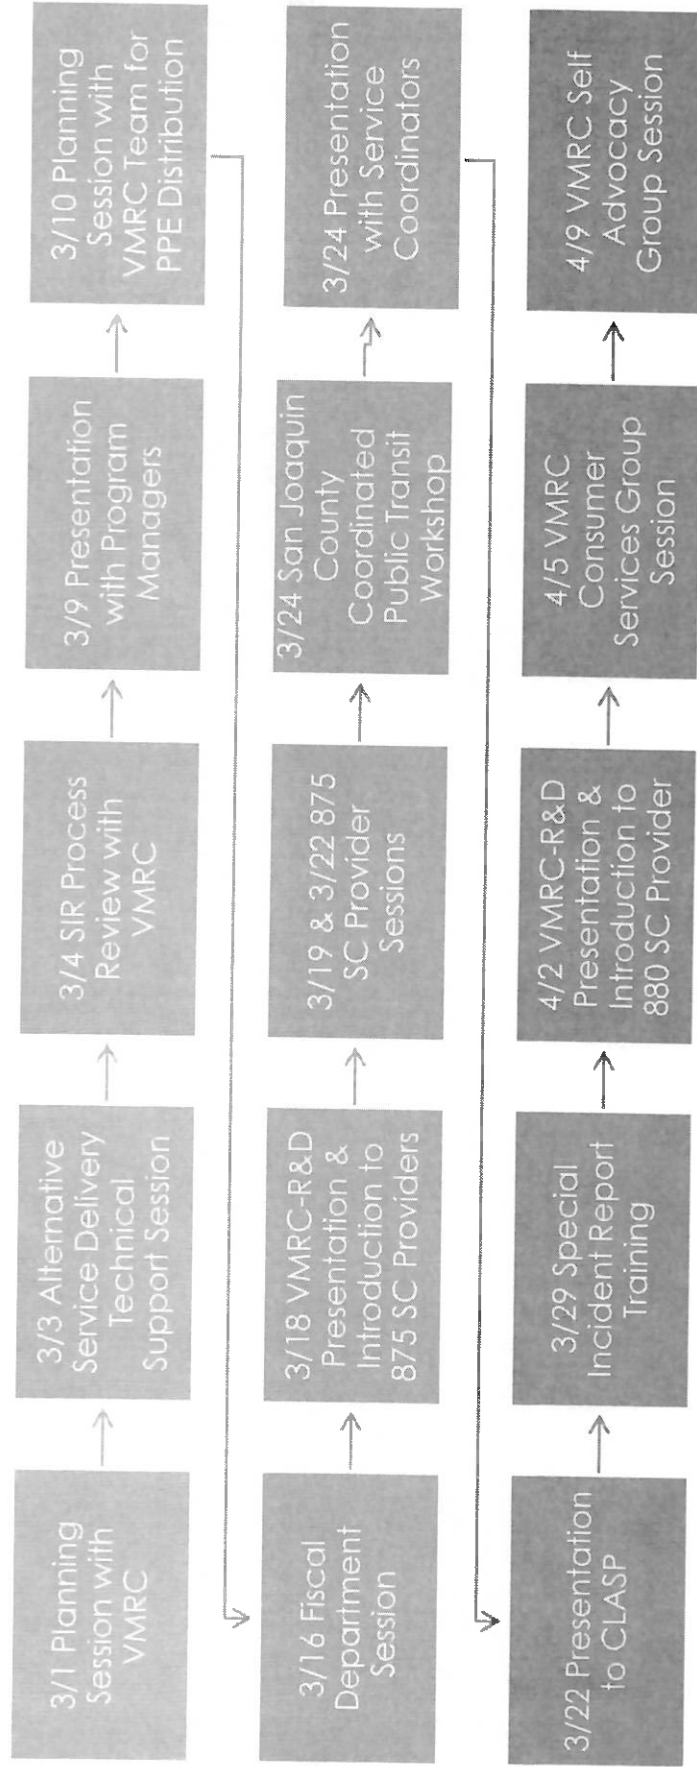 3/1 Planning
Session with
VMRC
3/3 Alternative
Service Delivery
Technical
Support Session
3/4 SIR Process
Review with
VMRC
3/9 Presentation
with Program
Managers
3/10 Planning
Session with
VMRC Team for
PPE Distribution
3/16 Fiscal
Department
Session
3/18 VMRC-R&D
Presentation &
Introduction to
875 SC Providers
3/19 & 3/22 875
SC Provider
Sessions
3/24 San Joaquin
County
Coordinated
Public Transit
Workshop
3/24 Presentation
with Service
Coordinators
3/22 Presentation
to CLASP
3/29 Special
Incident Report
Training
4/2 VMRC-R&D
Presentation &
Introduction to
880 SC Provider
4/5 VMRC
Consumer
Services Group
Session
4/9 VMRC Self
Advocacy
Group Session